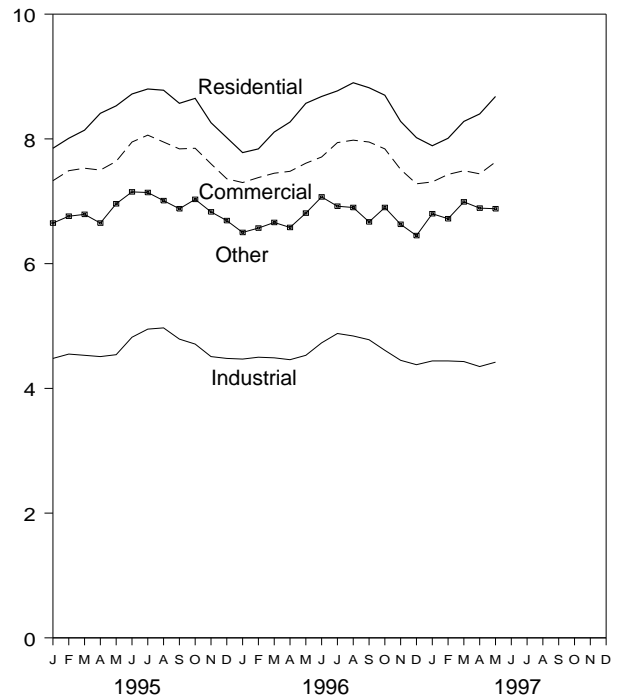 10
8
6
4
2
0
Residential
Commercial
Other
Industrial
J F M A M J J A S O N D J F M A M J J A S O N D J F M A M J J A S O N D
1995 1996 1997